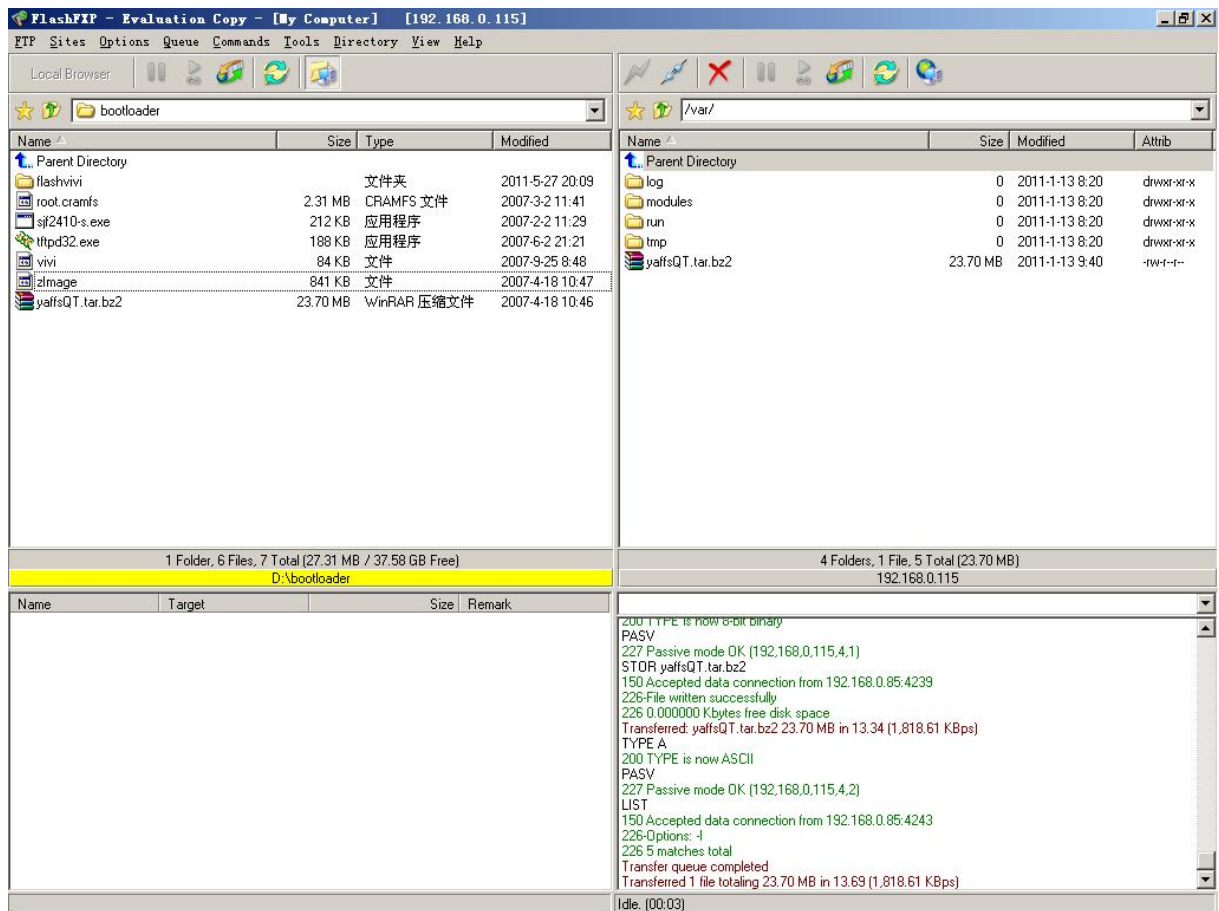 FlashFXP - Evaluation Copy - [My Computer] [192.168.0.115]
FTP Sites Options Queue Commands Tools Directory View Help
Local Browser
bootloader
Name Size Type Modified
Parent Directory
flashvivi 文件夹 2011-5-27 20:09
root.cramfs 2.31 MB CRAMFS 文件 2007-3-2 11:41
sjf2410-s.exe 212 KB 应用程序 2007-2-2 11:29
tftpd32.exe 188 KB 应用程序 2007-6-2 21:21
vivi 84 KB 文件 2007-9-25 8:48
zImage 841 KB 文件 2007-4-18 10:47
yaffsQT.tar.bz2 23.70 MB WinRAR 压缩文件 2007-4-18 10:46
1 Folder, 6 Files, 7 Total (27.31 MB / 37.58 GB Free)
D:\bootloader
/var/
Name Size Modified Attrib
Parent Directory
log 0 2011-1-13 8:20 drwxr-xr-x
modules 0 2011-1-13 8:20 drwxr-xr-x
run 0 2011-1-13 8:20 drwxr-xr-x
tmp 0 2011-1-13 8:20 drwxr-xr-x
yaffsQT.tar.bz2 23.70 MB 2011-1-13 9:40 -rw-r--r--
4 Folders, 1 File, 5 Total (23.70 MB)
192.168.0.115
Name Target Size Remark
200 TYPE is now 8-bit binary
PASV
227 Passive mode OK (192,168,0,115,4,1)
STOR yaffsQT.tar.bz2
150 Accepted data connection from 192.168.0.85:4239
226-File written successfully
226 0.000000 Kbytes free disk space
Transferred: yaffsQT.tar.bz2 23.70 MB in 13.34 (1,818.61 KBps)
TYPE A
200 TYPE is now ASCII
PASV
227 Passive mode OK (192,168,0,115,4,2)
LIST
150 Accepted data connection from 192.168.0.85:4243
226-Options: -l
226 5 matches total
Transfer queue completed
Transferred 1 file totaling 23.70 MB in 13.69 (1,818.61 KBps)
Idle. (00:03)